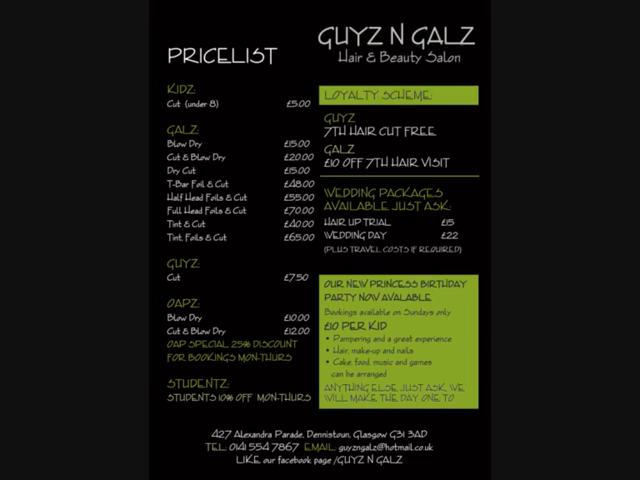 PRICELIST
GUYZ N GALZ
Hair & Beauty Salon
KIDZ:
Cut (under 8) £5.00
GALZ:
Blow Dry £15.00
Cut & Blow Dry £20.00
Dry Cut £15.00
T-Bar Foil & Cut £48.00
Half Head Foils & Cut £55.00
Full Head Foils & Cut £70.00
Tint & Cut £40.00
Tint, Foils & Cut £65.00
GUYZ:
Cut £7.50
OAPZ:
Blow Dry £10.00
Cut & Blow Dry £12.00
OAP SPECIAL 25% DISCOUNT
FOR BOOKINGS MON-THURS
STUDENTZ:
STUDENTS 10% OFF MON-THURS
LOYALTY SCHEME:
GUYZ
7TH HAIR CUT FREE
GALZ
£10 OFF 7TH HAIR VISIT
WEDDING PACKAGES
AVAILABLE JUST ASK:
HAIR UP TRIAL £15
WEDDING DAY £22
(PLUS TRAVEL COSTS IF REQUIRED)
OUR NEW PRINCESS BIRTHDAY
PARTY NOW AVALABLE
Bookings available on Sundays only
£10 PER KID
• Pampering and a great experience
• Hair, make-up and nails
• Cake, food, music and games
can be arranged
ANYTHING ELSE JUST ASK, WE
WILL MAKE THE DAY ONE TO
427 Alexandra Parade, Dennistoun, Glasgow G31 3AD
TEL: 0141 554 7867 EMAIL: guyzngalz@hotmail.co.uk
LIKE our facebook page /GUYZ N GALZ